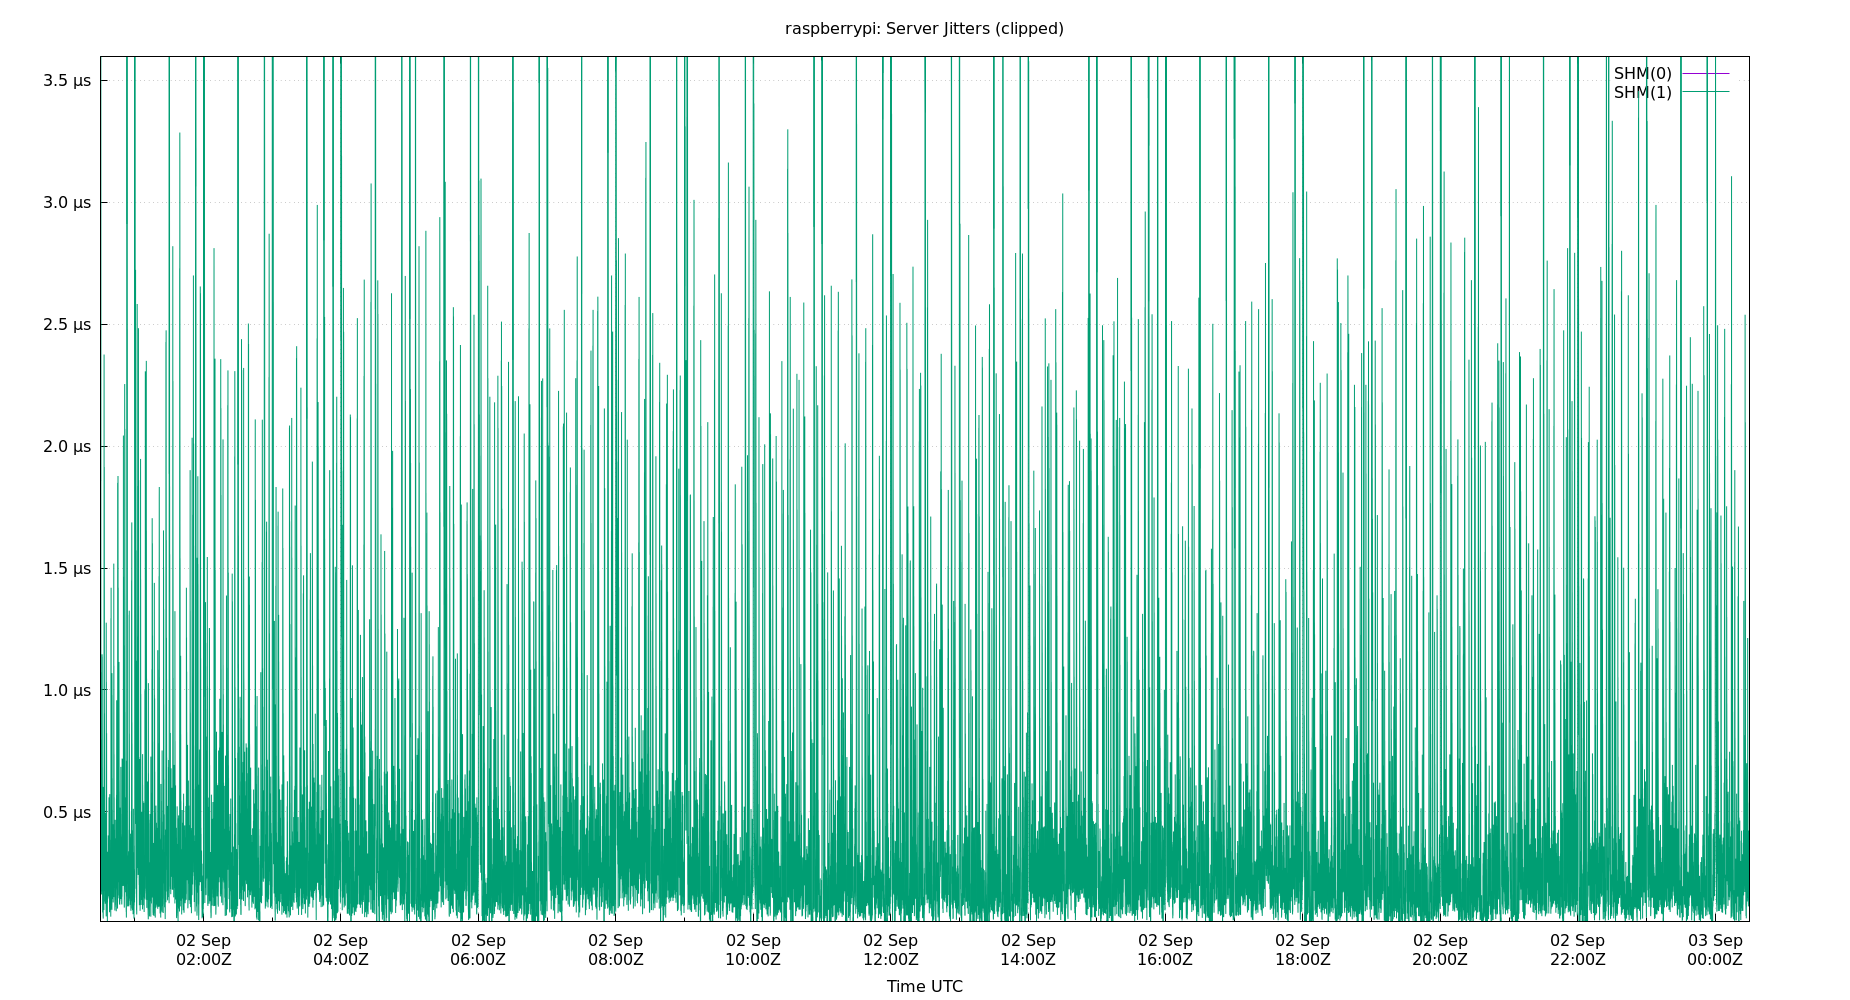 raspberrypi: Server Jitters (clipped)
3.5 µs
3.0 µs
2.5 µs
2.0 µs
1.5 µs
1.0 µs
0.5 µs
SHM(0)
SHM(1)
02 Sep 02 Sep 02 Sep 02 Sep 02 Sep 02 Sep 02 Sep 02 Sep 02 Sep 02 Sep 02 Sep 03 Sep
02:00Z 04:00Z 06:00Z 08:00Z 10:00Z 12:00Z 14:00Z 16:00Z 18:00Z 20:00Z 22:00Z 00:00Z
Time UTC